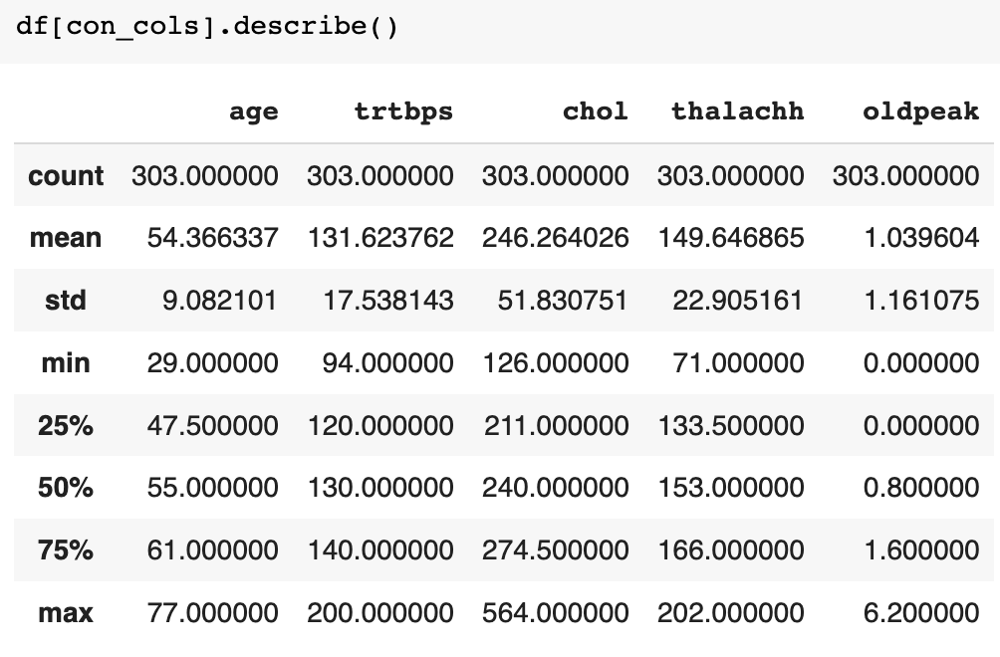 df[con_cols].describe()
age trtbps chol thalachh oldpeak
count 303.000000 303.000000 303.000000 303.000000 303.000000
mean 54.366337 131.623762 246.264026 149.646865 1.039604
std 9.082101 17.538143 51.830751 22.905161 1.161075
min 29.000000 94.000000 126.000000 71.000000 0.000000
25% 47.500000 120.000000 211.000000 133.500000 0.000000
50% 55.000000 130.000000 240.000000 153.000000 0.800000
75% 61.000000 140.000000 274.500000 166.000000 1.600000
max 77.000000 200.000000 564.000000 202.000000 6.200000